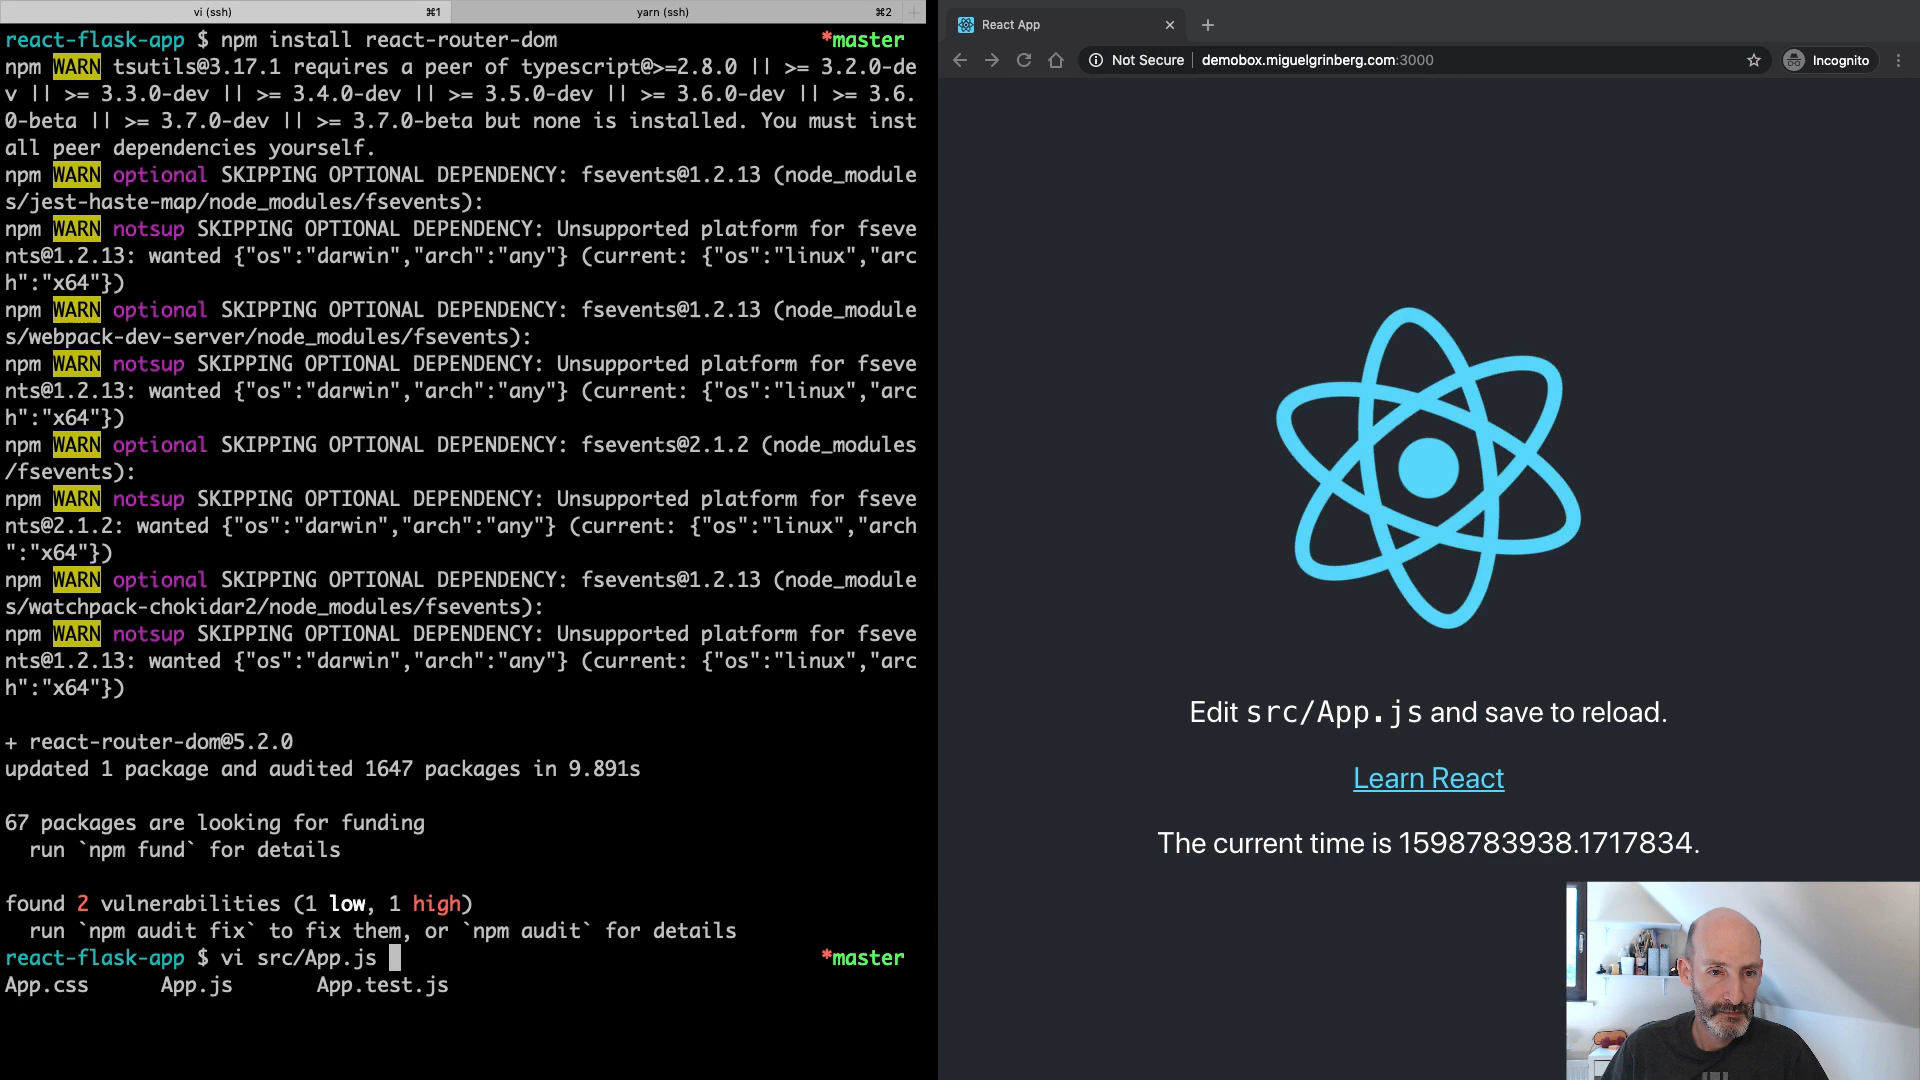 vi (ssh) ⌘1 yarn (ssh) ⌘2
react-flask-app $ npm install react-router-dom *master
npm WARN tsutils@3.17.1 requires a peer of typescript@>=2.8.0 || >= 3.2.0-de
v || >= 3.3.0-dev || >= 3.4.0-dev || >= 3.5.0-dev || >= 3.6.0-dev || >= 3.6.
0-beta || >= 3.7.0-dev || >= 3.7.0-beta but none is installed. You must inst
all peer dependencies yourself.
npm WARN optional SKIPPING OPTIONAL DEPENDENCY: fsevents@1.2.13 (node_module
s/jest-haste-map/node_modules/fsevents):
npm WARN notsup SKIPPING OPTIONAL DEPENDENCY: Unsupported platform for fseve
nts@1.2.13: wanted {"os":"darwin","arch":"any"} (current: {"os":"linux","arc
h":"x64"})
npm WARN optional SKIPPING OPTIONAL DEPENDENCY: fsevents@1.2.13 (node_module
s/webpack-dev-server/node_modules/fsevents):
npm WARN notsup SKIPPING OPTIONAL DEPENDENCY: Unsupported platform for fseve
nts@1.2.13: wanted {"os":"darwin","arch":"any"} (current: {"os":"linux","arc
h":"x64"})
npm WARN optional SKIPPING OPTIONAL DEPENDENCY: fsevents@2.1.2 (node_modules
/fsevents):
npm WARN notsup SKIPPING OPTIONAL DEPENDENCY: Unsupported platform for fseve
nts@2.1.2: wanted {"os":"darwin","arch":"any"} (current: {"os":"linux","arch
":"x64"})
npm WARN optional SKIPPING OPTIONAL DEPENDENCY: fsevents@1.2.13 (node_module
s/watchpack-chokidar2/node_modules/fsevents):
npm WARN notsup SKIPPING OPTIONAL DEPENDENCY: Unsupported platform for fseve
nts@1.2.13: wanted {"os":"darwin","arch":"any"} (current: {"os":"linux","arc
h":"x64"})
+ react-router-dom@5.2.0
updated 1 package and audited 1647 packages in 9.891s
67 packages are looking for funding
run `npm fund` for details
found 2 vulnerabilities (1 low, 1 high)
run `npm audit fix` to fix them, or `npm audit` for details
react-flask-app $ vi src/App.js *master
App.css App.js App.test.js
React App
Not Secure demobox.miguelgrinberg.com:3000 Incognito
Edit src/App.js and save to reload.
Learn React
The current time is 1598783938.1717834.